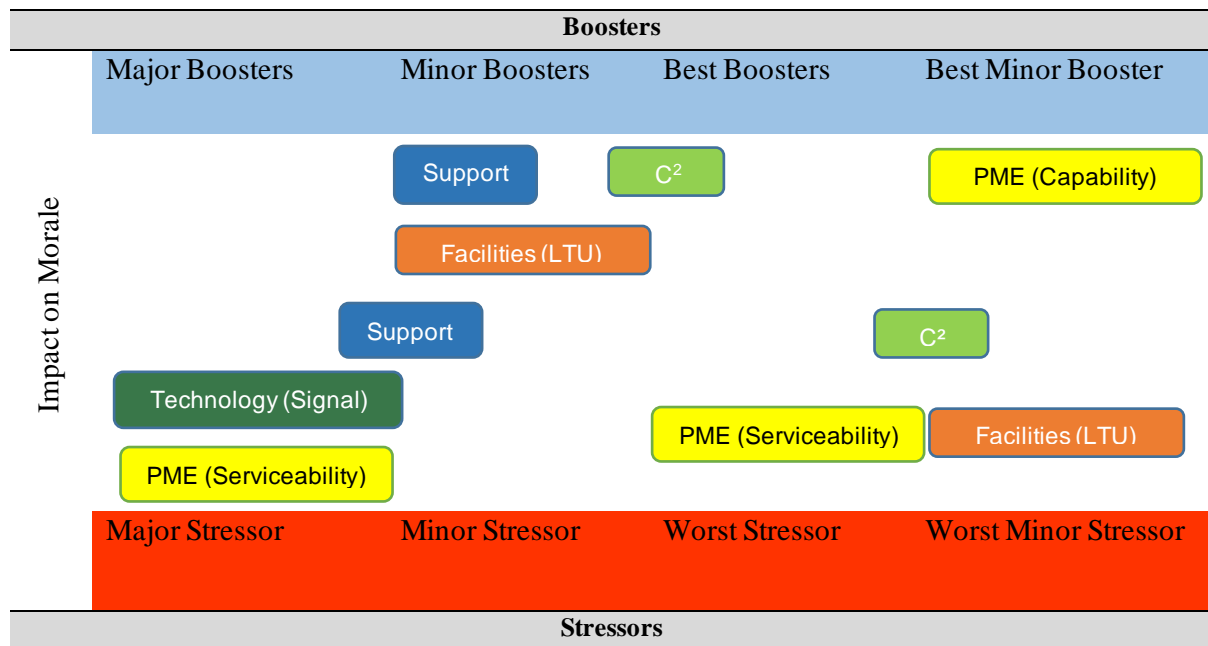 Boosters
Major Boosters Minor Boosters Best Boosters Best Minor Booster
Impact on Morale
Support C² PME (Capability)
Facilities (LTU)
Support C²
Technology (Signal)
PME (Serviceability) Facilities (LTU)
PME (Serviceability)
Major Stressor Minor Stressor Worst Stressor Worst Minor Stressor
Stressors